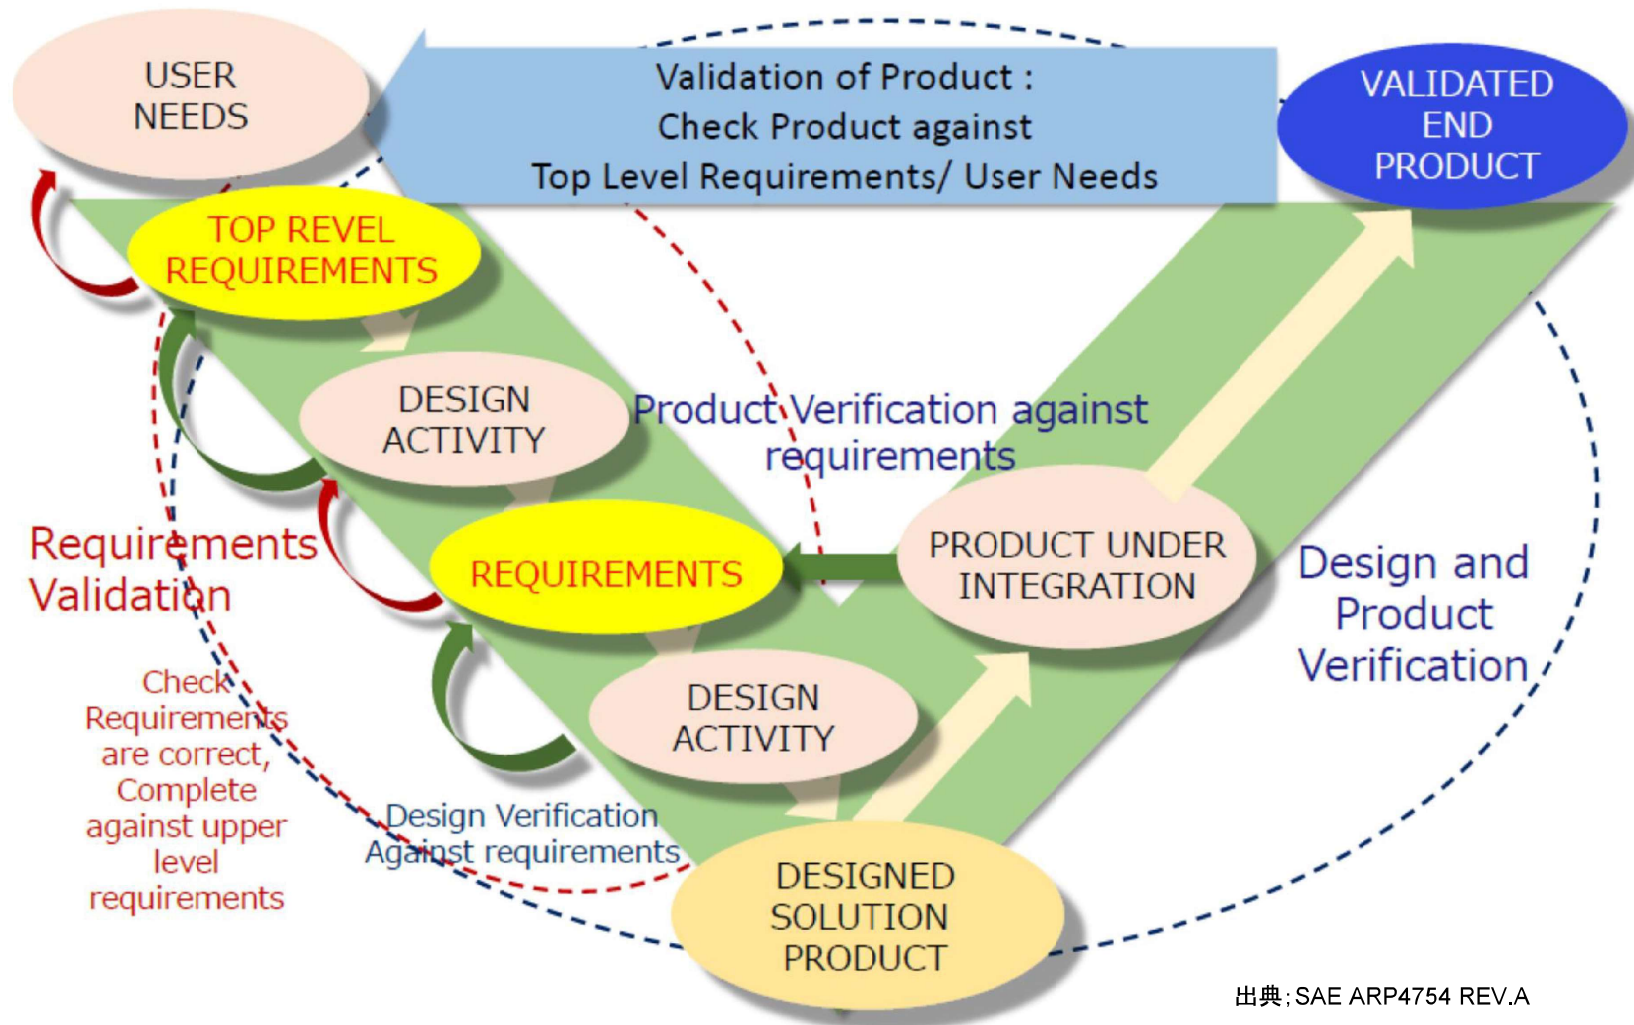 USER
NEEDS
Validation of Product :
Check Product against
Top Level Requirements/ User Needs
VALIDATED
END
PRODUCT
TOP REVEL
REQUIREMENTS
DESIGN
ACTIVITY
Product Verification against
requirements
Requirements
Validation
REQUIREMENTS
PRODUCT UNDER
INTEGRATION
Design and
Product
Verification
Check
Requirements
are correct,
Complete
against upper
level
requirements
DESIGN
ACTIVITY
Design Verification
Against requirements
DESIGNED
SOLUTION
PRODUCT
出典;SAE ARP4754 REV.A